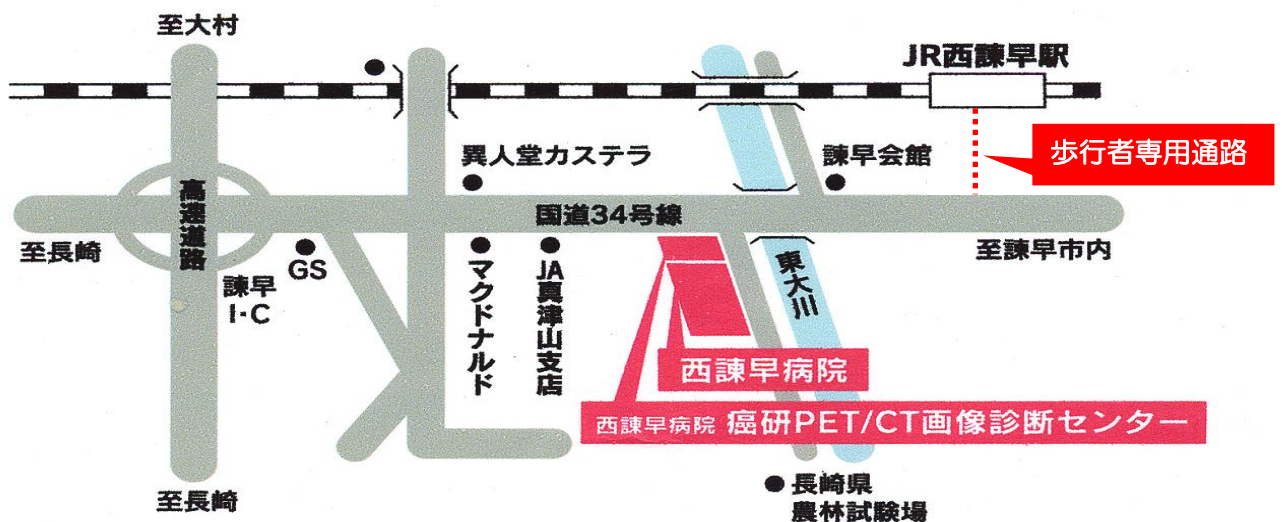 至大村
JR西諫早駅
歩行者専用通路
異人堂カステラ
諫早会館
高速道路
国道34号線
至長崎
GS
諫早
I・C
マクドナルド
JA真津山支店
東大川
至諫早市内
西諫早病院
西諫早病院 癌研PET/CT画像診断センター
至長崎
長崎県
農林試験場